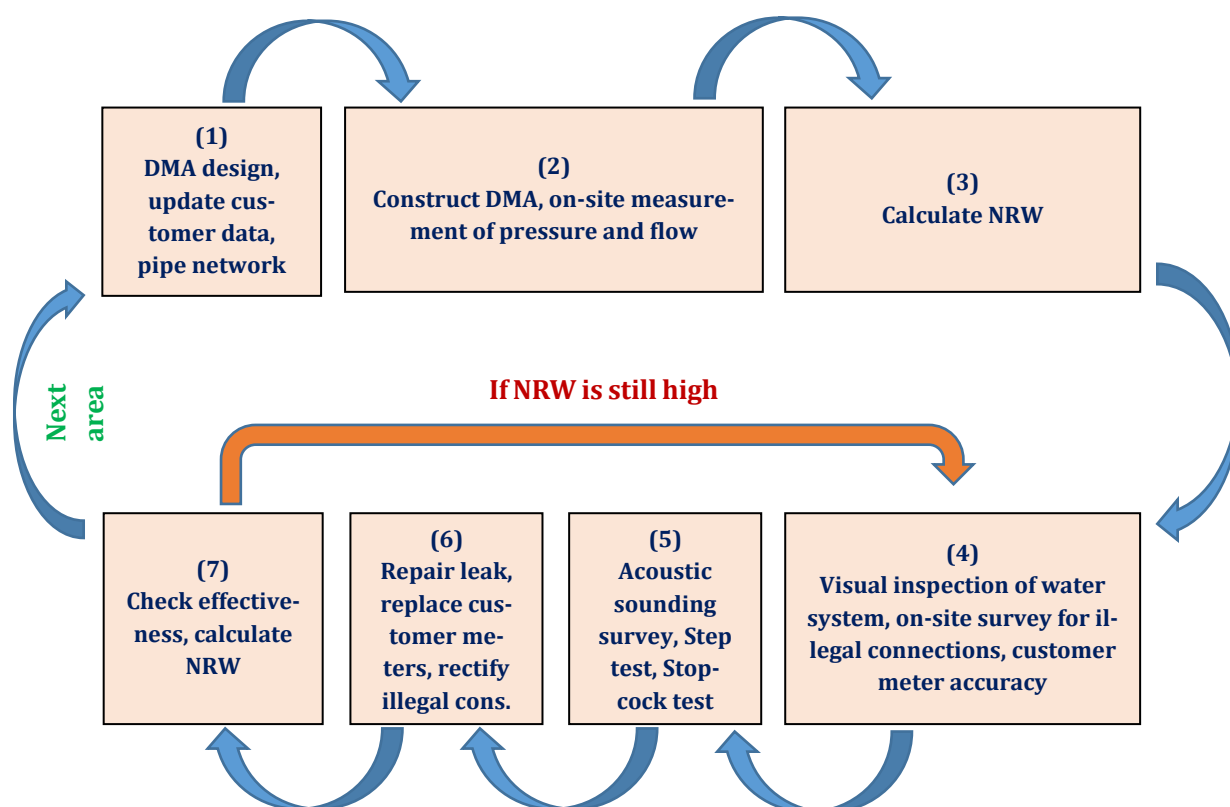 (1)
DMA design,
update cus-
tomer data,
pipe network
(2)
Construct DMA, on-site measure-
ment of pressure and flow
(3)
Calculate NRW
Next
area
If NRW is still high
(7)
Check effective-
ness, calculate
NRW
(6)
Repair leak,
replace cus-
tomer me-
ters, rectify
illegal cons.
(5)
Acoustic
sounding
survey, Step
test, Stop-
cock test
(4)
Visual inspection of water
system, on-site survey for il-
legal connections, customer
meter accuracy